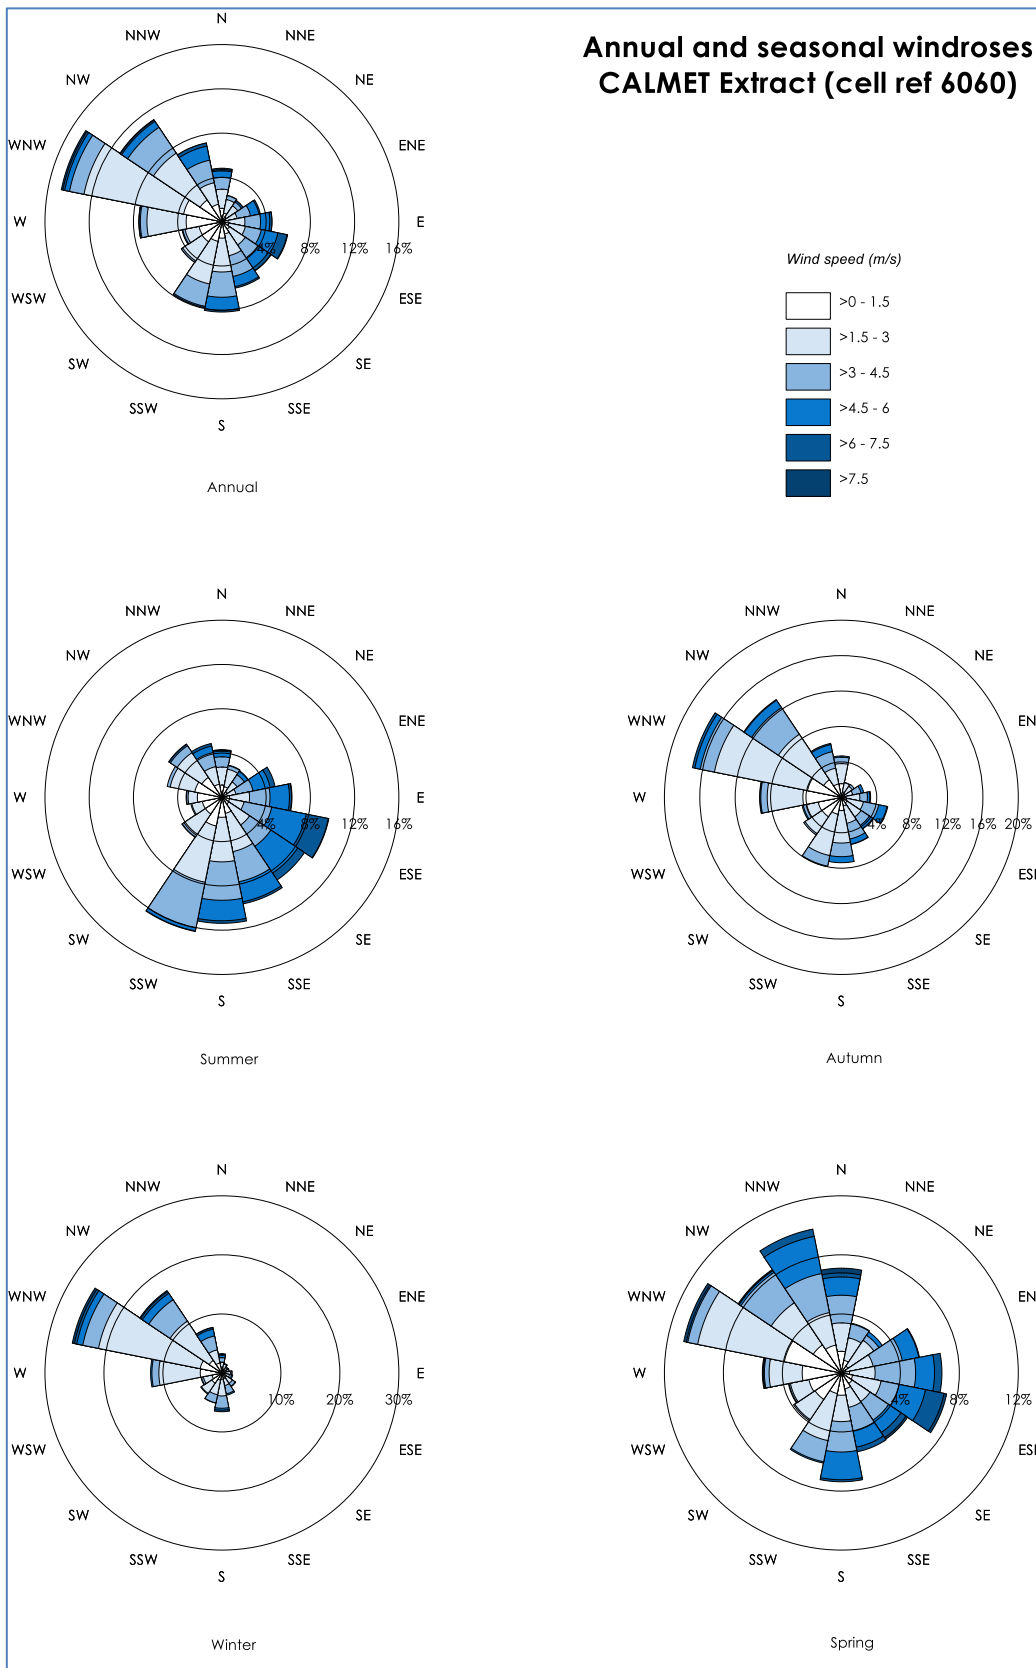 Annual and seasonal windroses
CALMET Extract (cell ref 6060)
N
NNW NNE
NW NE
WNW ENE
W E
4% 8% 12% 16%
WSW ESE
SW SE
SSW SSE
S
Annual
Wind speed (m/s)
>0 - 1.5
>1.5 - 3
>3 - 4.5
>4.5 - 6
>6 - 7.5
>7.5
N
NNW NNE
NW NE
WNW ENE
W E
4% 8% 12% 16%
WSW ESE
SW SE
SSW SSE
S
Summer
N
NNW NNE
NW NE
WNW EN
W E
4% 8% 12% 16% 20%
WSW ES
SW SE
SSW SSE
S
Autumn
N
NNW NNE
NW NE
WNW ENE
W E
10% 20% 30%
WSW ESE
SW SE
SSW SSE
S
Winter
N
NNW NNE
NW NE
WNW EN
W E
4% 8% 12%
WSW ES
SW SE
SSW SSE
S
Spring